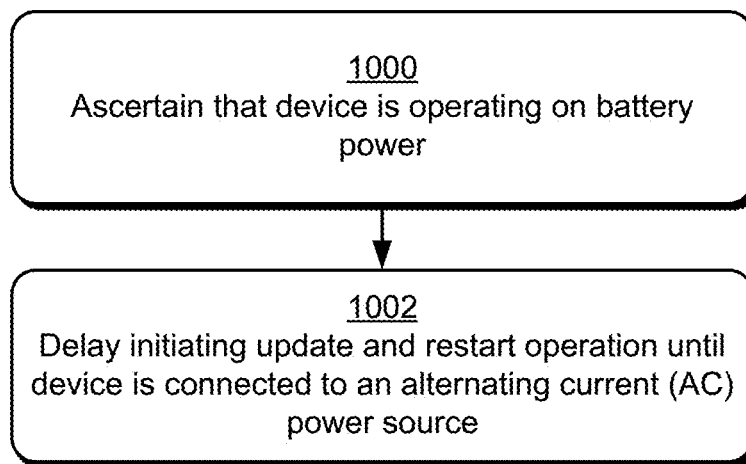 1000
Ascertain that device is operating on battery
power
1002
Delay initiating update and restart operation until
device is connected to an alternating current (AC)
power source